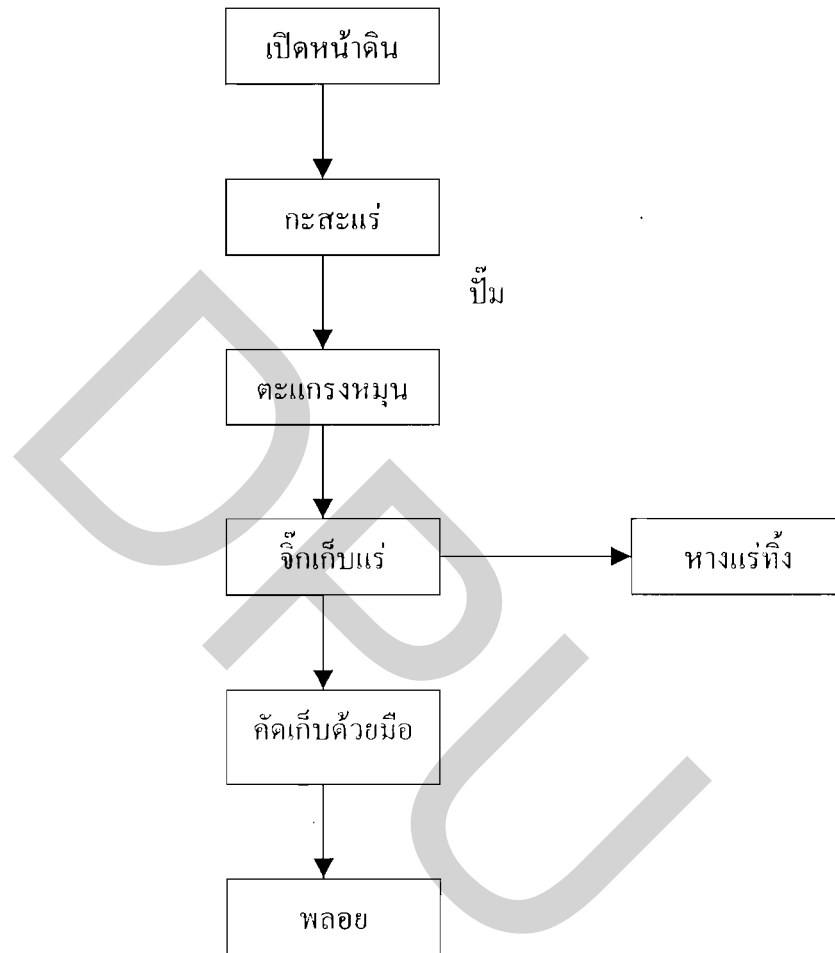 เปิดหน้าดิน
กะสะแร่
ปั๊ม
ตะแกรงหมุน
จิ๊กเก็บแร่
หางแร่ทิ้ง
คัดเก็บด้วยมือ
พลอย
DPU